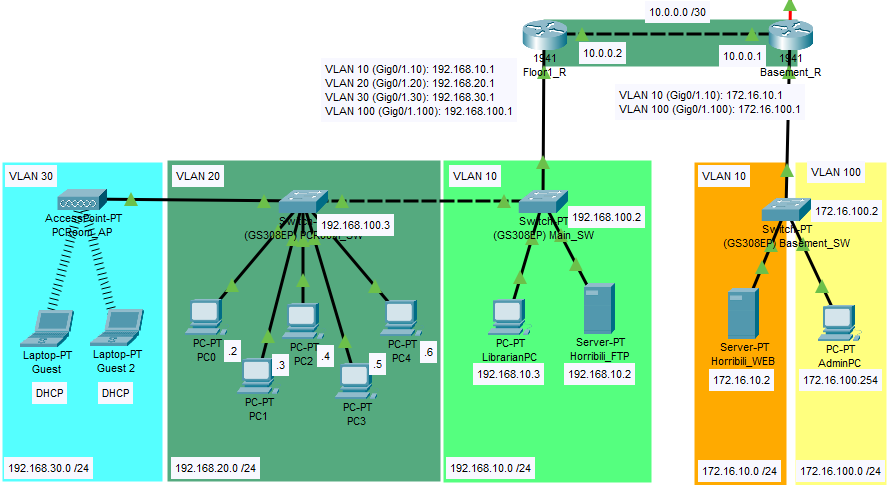 10.0.0.0 /30
10.0.0.2
10.0.0.1
1941
Floor1_R
1941
Basement_R
VLAN 10 (Gig0/1.10): 192.168.10.1
VLAN 20 (Gig0/1.20): 192.168.20.1
VLAN 30 (Gig0/1.30): 192.168.30.1
VLAN 100 (Gig0/1.100): 192.168.100.1
VLAN 10 (Gig0/1.10): 172.16.10.1
VLAN 100 (Gig0/1.100): 172.16.100.1
VLAN 30
AccessPoint-PT
PCRoom_AP
Laptop-PT
Guest
DHCP
Laptop-PT
Guest 2
DHCP
192.168.30.0 /24
VLAN 20
192.168.100.3
(GS308EP) PCRoom_SW
PC-PT
PC0
.2
PC-PT
PC1
.3
PC-PT
PC2
.4
PC-PT
PC3
.5
PC-PT
PC4
.6
192.168.20.0 /24
VLAN 10
Switch-PT
(GS308EP) Main_SW
192.168.100.2
PC-PT
LibrarianPC
192.168.10.3
Server-PT
Horribili_FTP
192.168.10.2
192.168.10.0 /24
VLAN 10
VLAN 100
172.16.100.2
Switch-PT
(GS308EP) Basement_SW
Server-PT
Horribili_WEB
172.16.10.2
PC-PT
AdminPC
172.16.100.254
172.16.10.0 /24
172.16.100.0 /24